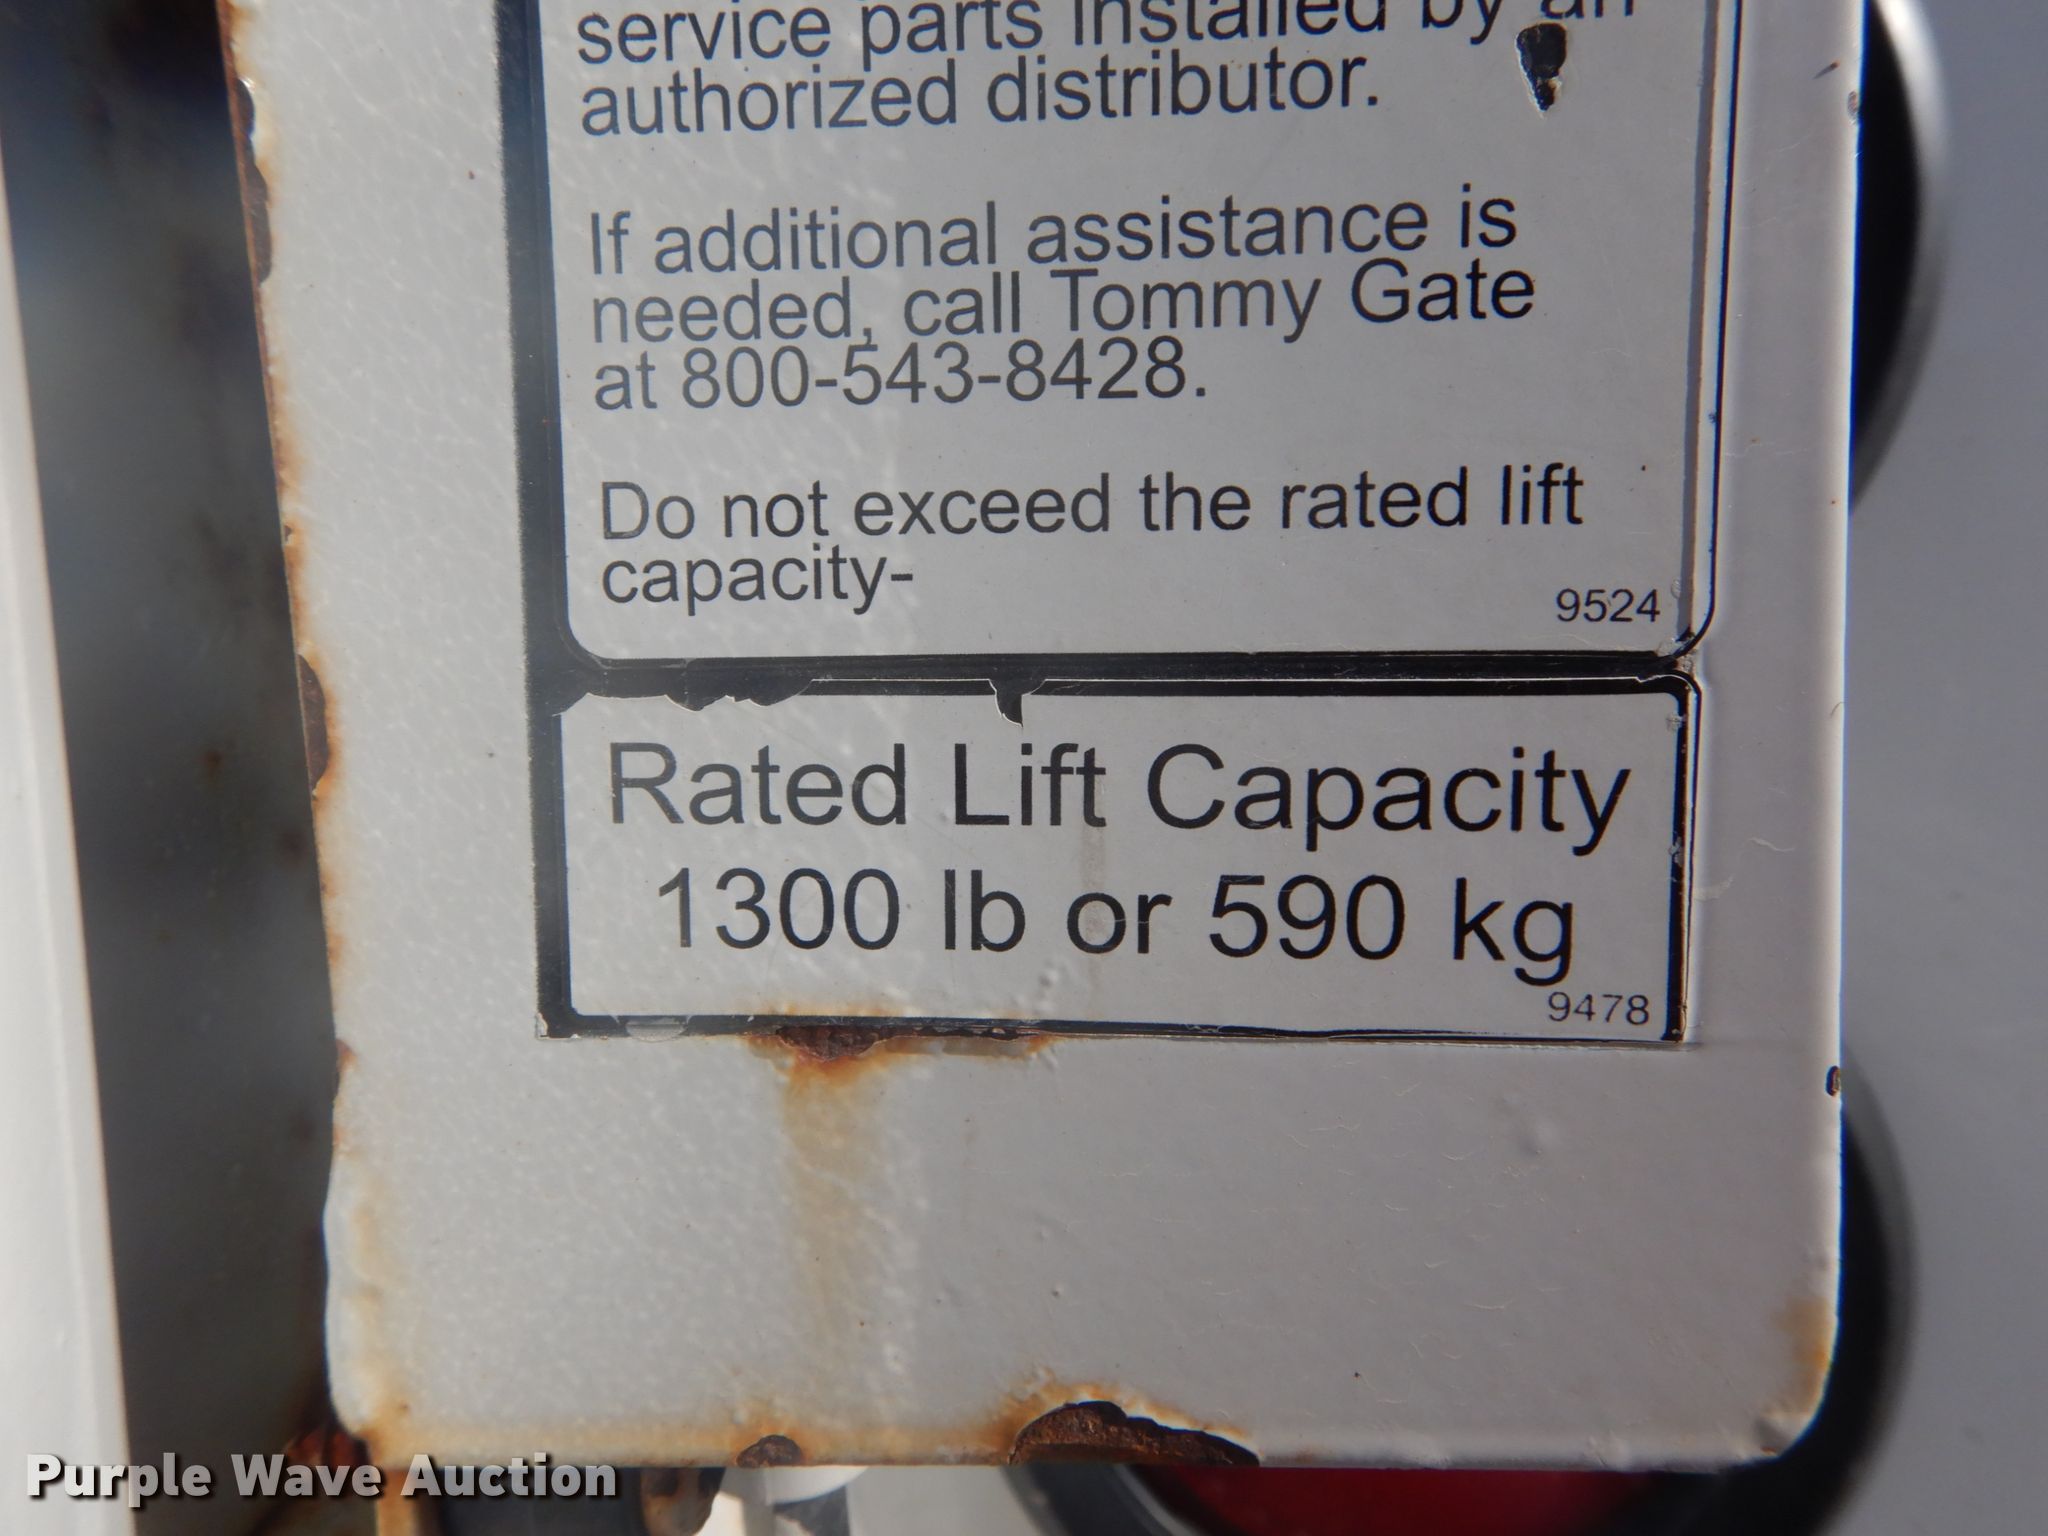 service parts installed by an
authorized distributor.
If additional assistance is
needed, call Tommy Gate
at 800-543-8428.
Do not exceed the rated lift
capacity-
9524
Rated Lift Capacity
1300 lb or 590 kg
9478
Purple Wave Auction